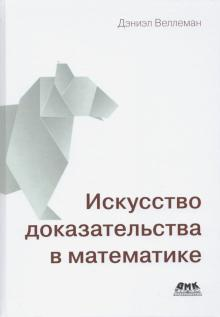 Дэниэл Веллеман
Искусство
доказательства
в математике
ДМК